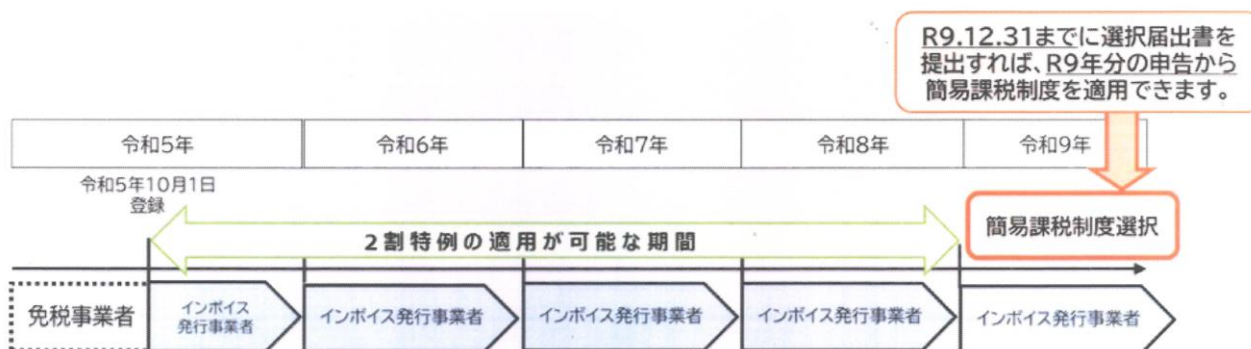 R9.12.31までに選択届出書を
提出すれば、R9年分の申告から
簡易課税制度を適用できます。
令和5年
令和6年
令和7年
令和8年
令和9年
令和5年10月1日
登録
2割特例の適用が可能な期間
簡易課税制度選択
免税事業者
インボイス
発行事業者
インボイス発行事業者
インボイス発行事業者
インボイス発行事業者
インボイス発行事業者